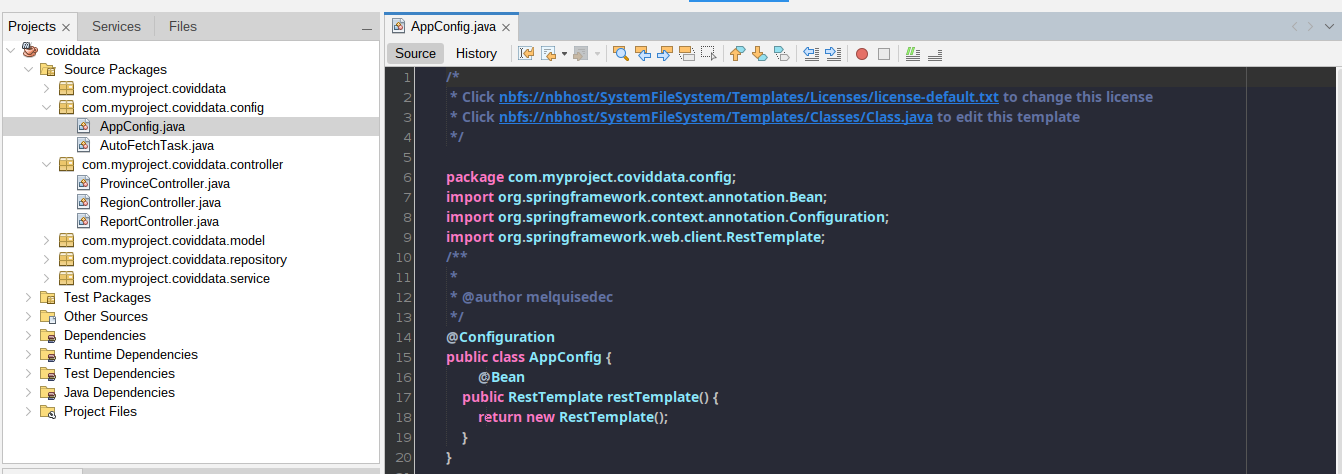 Projects
Services
Files
coviddata
Source Packages
com.myproject.coviddata
com.myproject.coviddata.config
AppConfig.java
AutoFetchTask.java
com.myproject.coviddata.controller
ProvinceController.java
RegionController.java
ReportController.java
com.myproject.coviddata.model
com.myproject.coviddata.repository
com.myproject.coviddata.service
Test Packages
Other Sources
Dependencies
Runtime Dependencies
Test Dependencies
Java Dependencies
Project Files
AppConfig.java
Source
History
1 /*
2 * Click nbfs://nbhost/SystemFileSystem/Templates/Licenses/license-default.txt to change this license
3 * Click nbfs://nbhost/SystemFileSystem/Templates/Classes/Class.java to edit this template
4 */
5
6 package com.myproject.coviddata.config;
7 import org.springframework.context.annotation.Bean;
8 import org.springframework.context.annotation.Configuration;
9 import org.springframework.web.client.RestTemplate;
10 /**
11 *
12 * @author melquisedec
13 */
14 @Configuration
15 public class AppConfig {
16 @Bean
17 public RestTemplate restTemplate() {
18 return new RestTemplate();
19 }
20 }